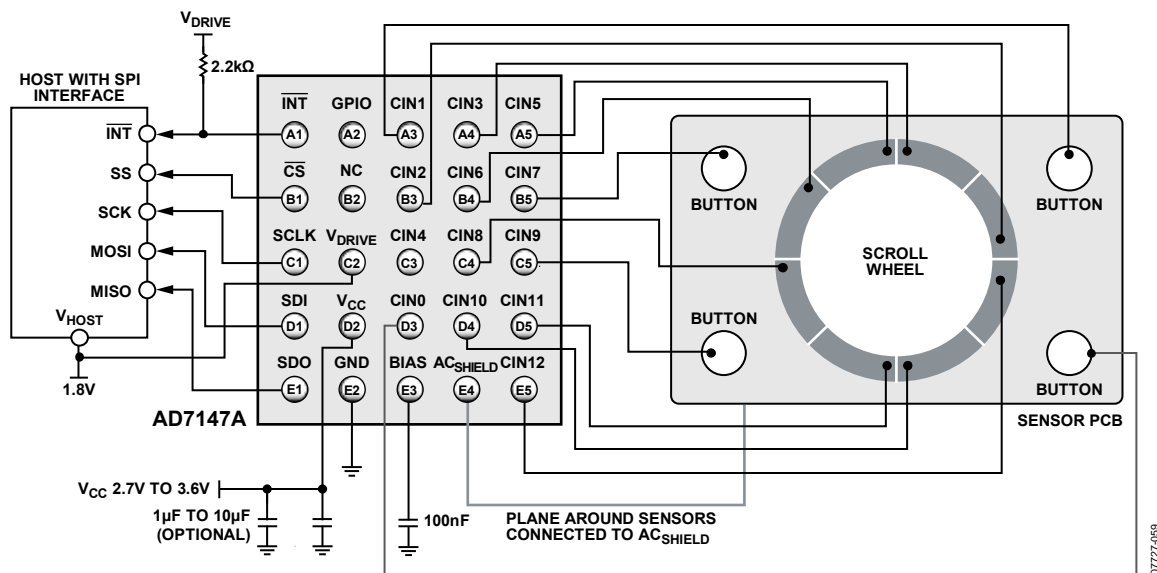 VDRIVE
2.2kΩ
HOST WITH SPI
INTERFACE
INT
SS
SCK
MOSI
MISO
VHOST
1.8V
INT GPIO CIN1 CIN3 CIN5
A1 A2 A3 A4 A5
CS NC CIN2 CIN6 CIN7
B1 B2 B3 B4 B5
SCLK VDRIVE CIN4 CIN8 CIN9
C1 C2 C3 C4 C5
SDI VCC CIN0 CIN10 CIN11
D1 D2 D3 D4 D5
SDO GND BIAS ACSHIELD CIN12
E1 E2 E3 E4 E5
AD7147A
BUTTON
BUTTON
SCROLL
WHEEL
BUTTON
BUTTON
SENSOR PCB
VCC 2.7V TO 3.6V
1µF TO 10µF
(OPTIONAL)
100nF
PLANE AROUND SENSORS
CONNECTED TO ACSHIELD
07727-059